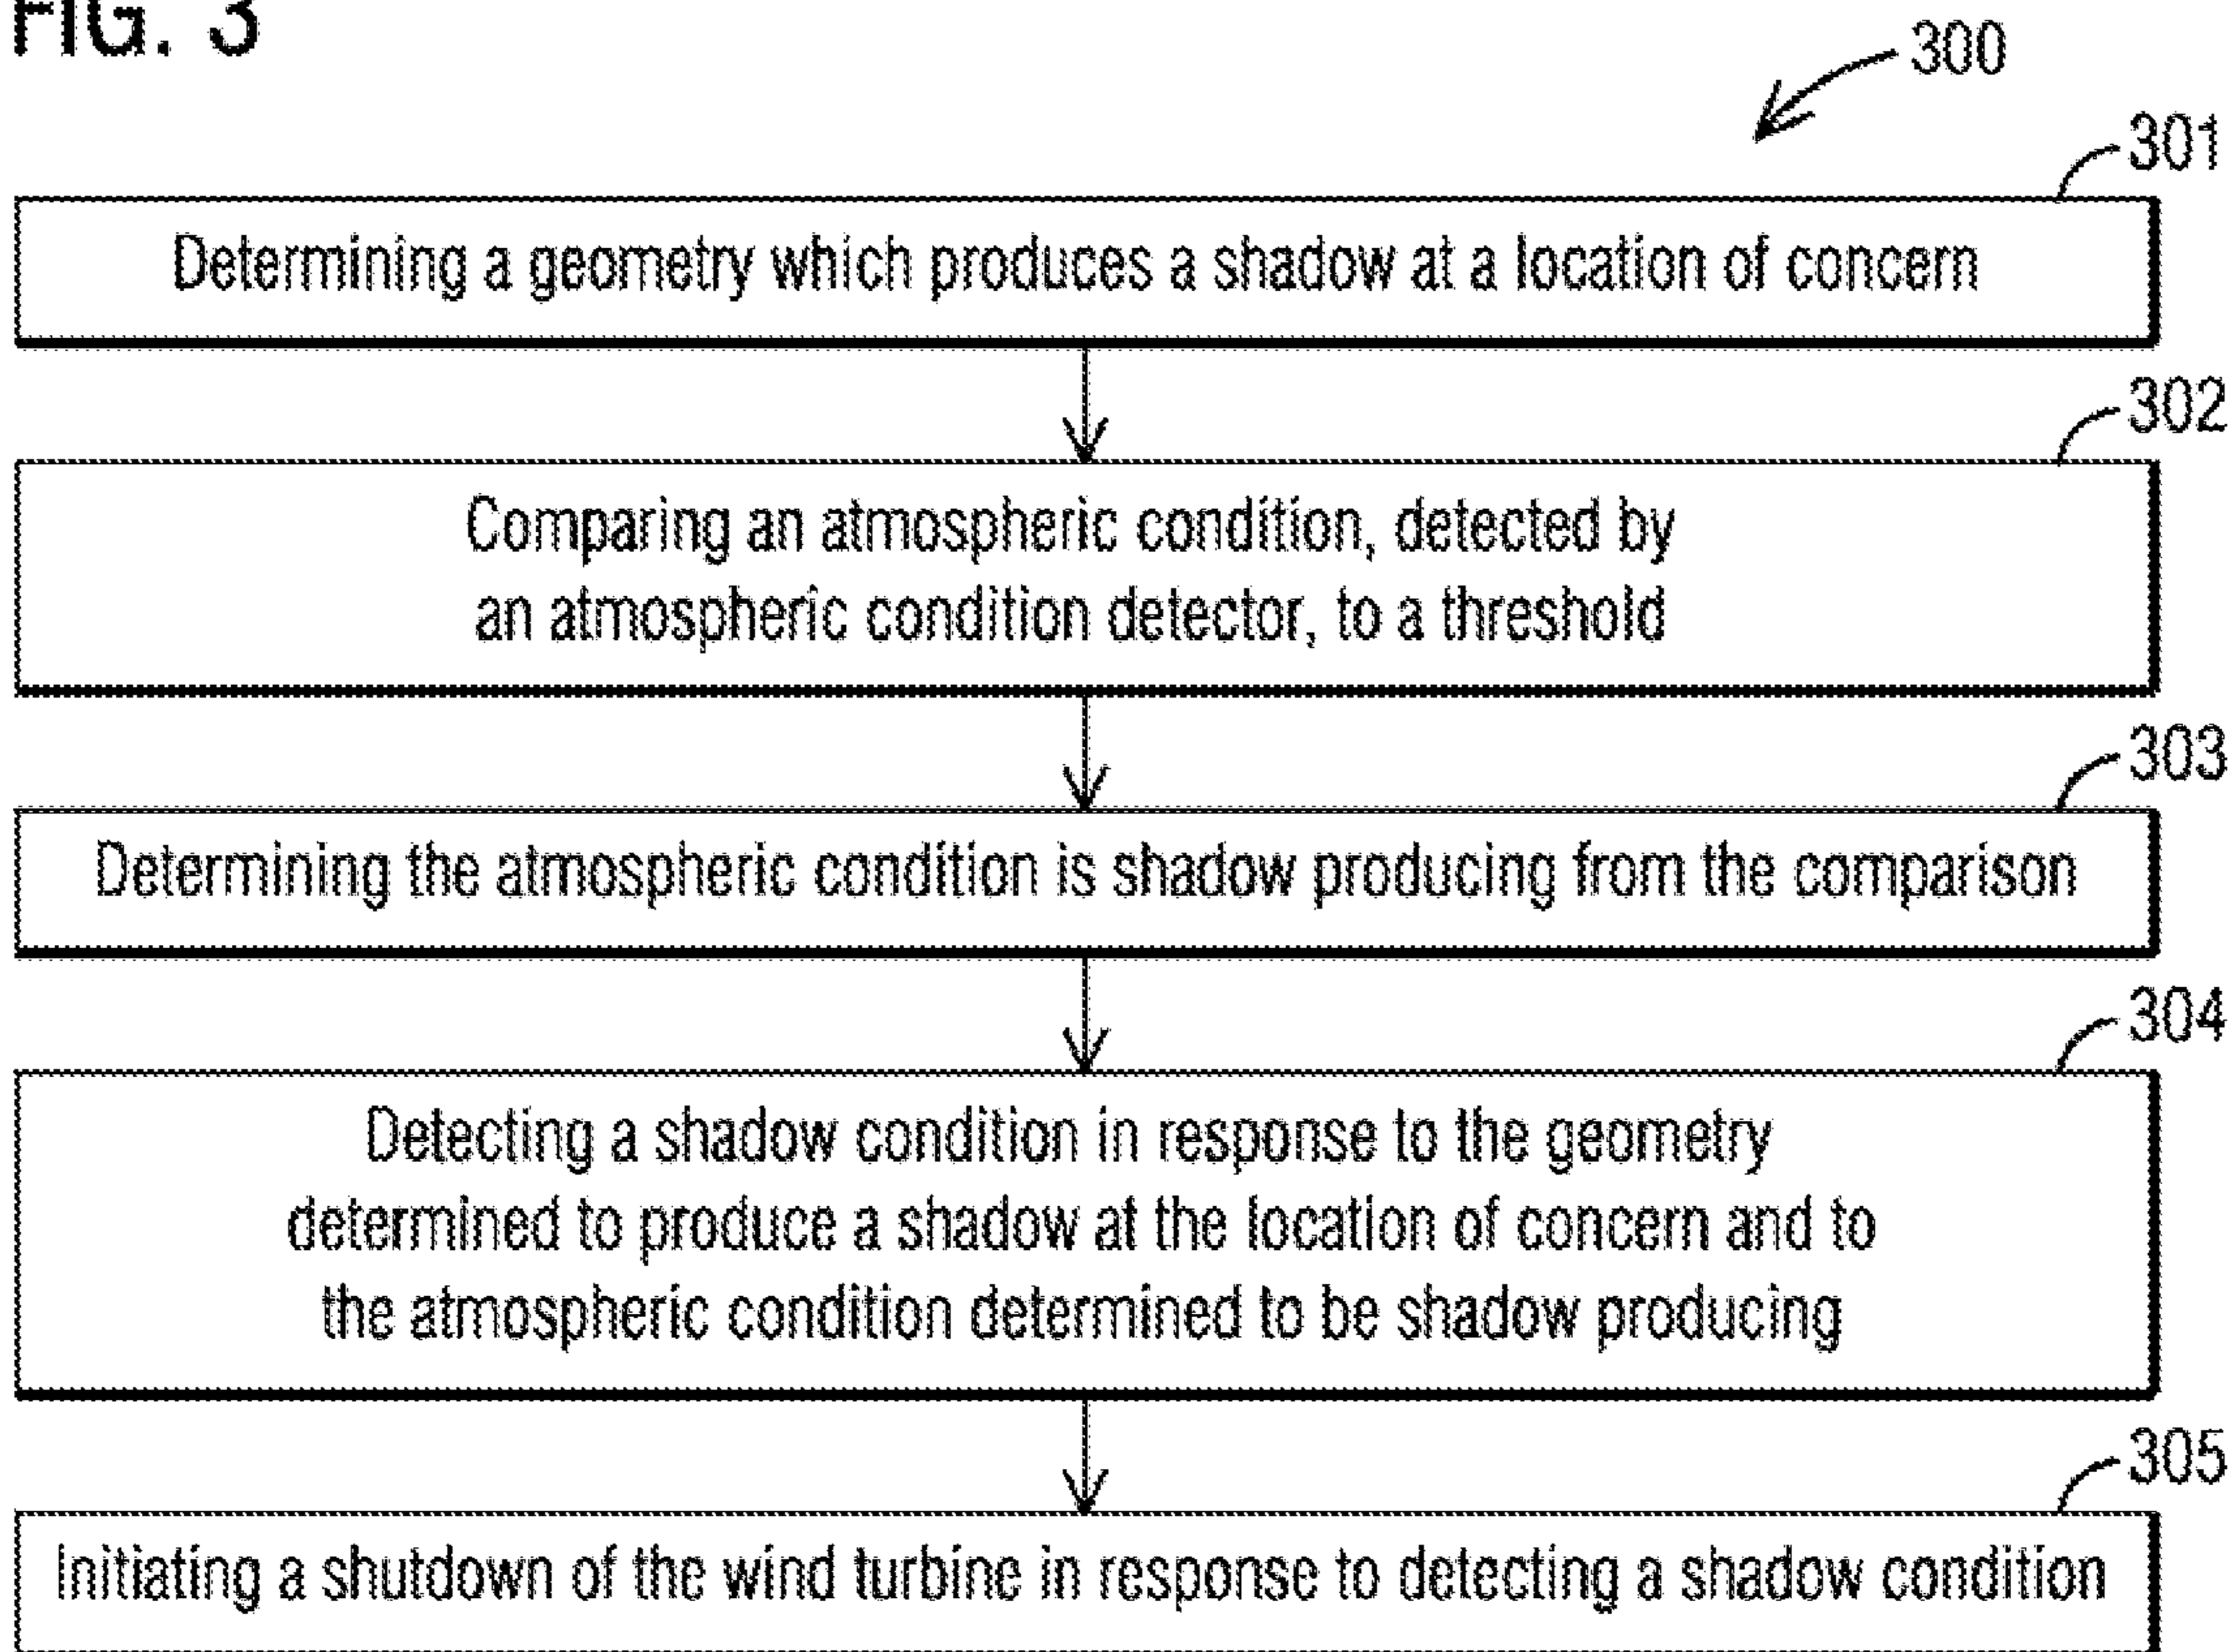 FIG. 3
300
301
Determining a geometry which produces a shadow at a location of concern
302
Comparing an atmospheric condition, detected by
an atmospheric condition detector, to a threshold
303
Determining the atmospheric condition is shadow producing from the comparison
304
Detecting a shadow condition in response to the geometry
determined to produce a shadow at the location of concern and to
the atmospheric condition determined to be shadow producing
305
Initiating a shutdown of the wind turbine in response to detecting a shadow condition